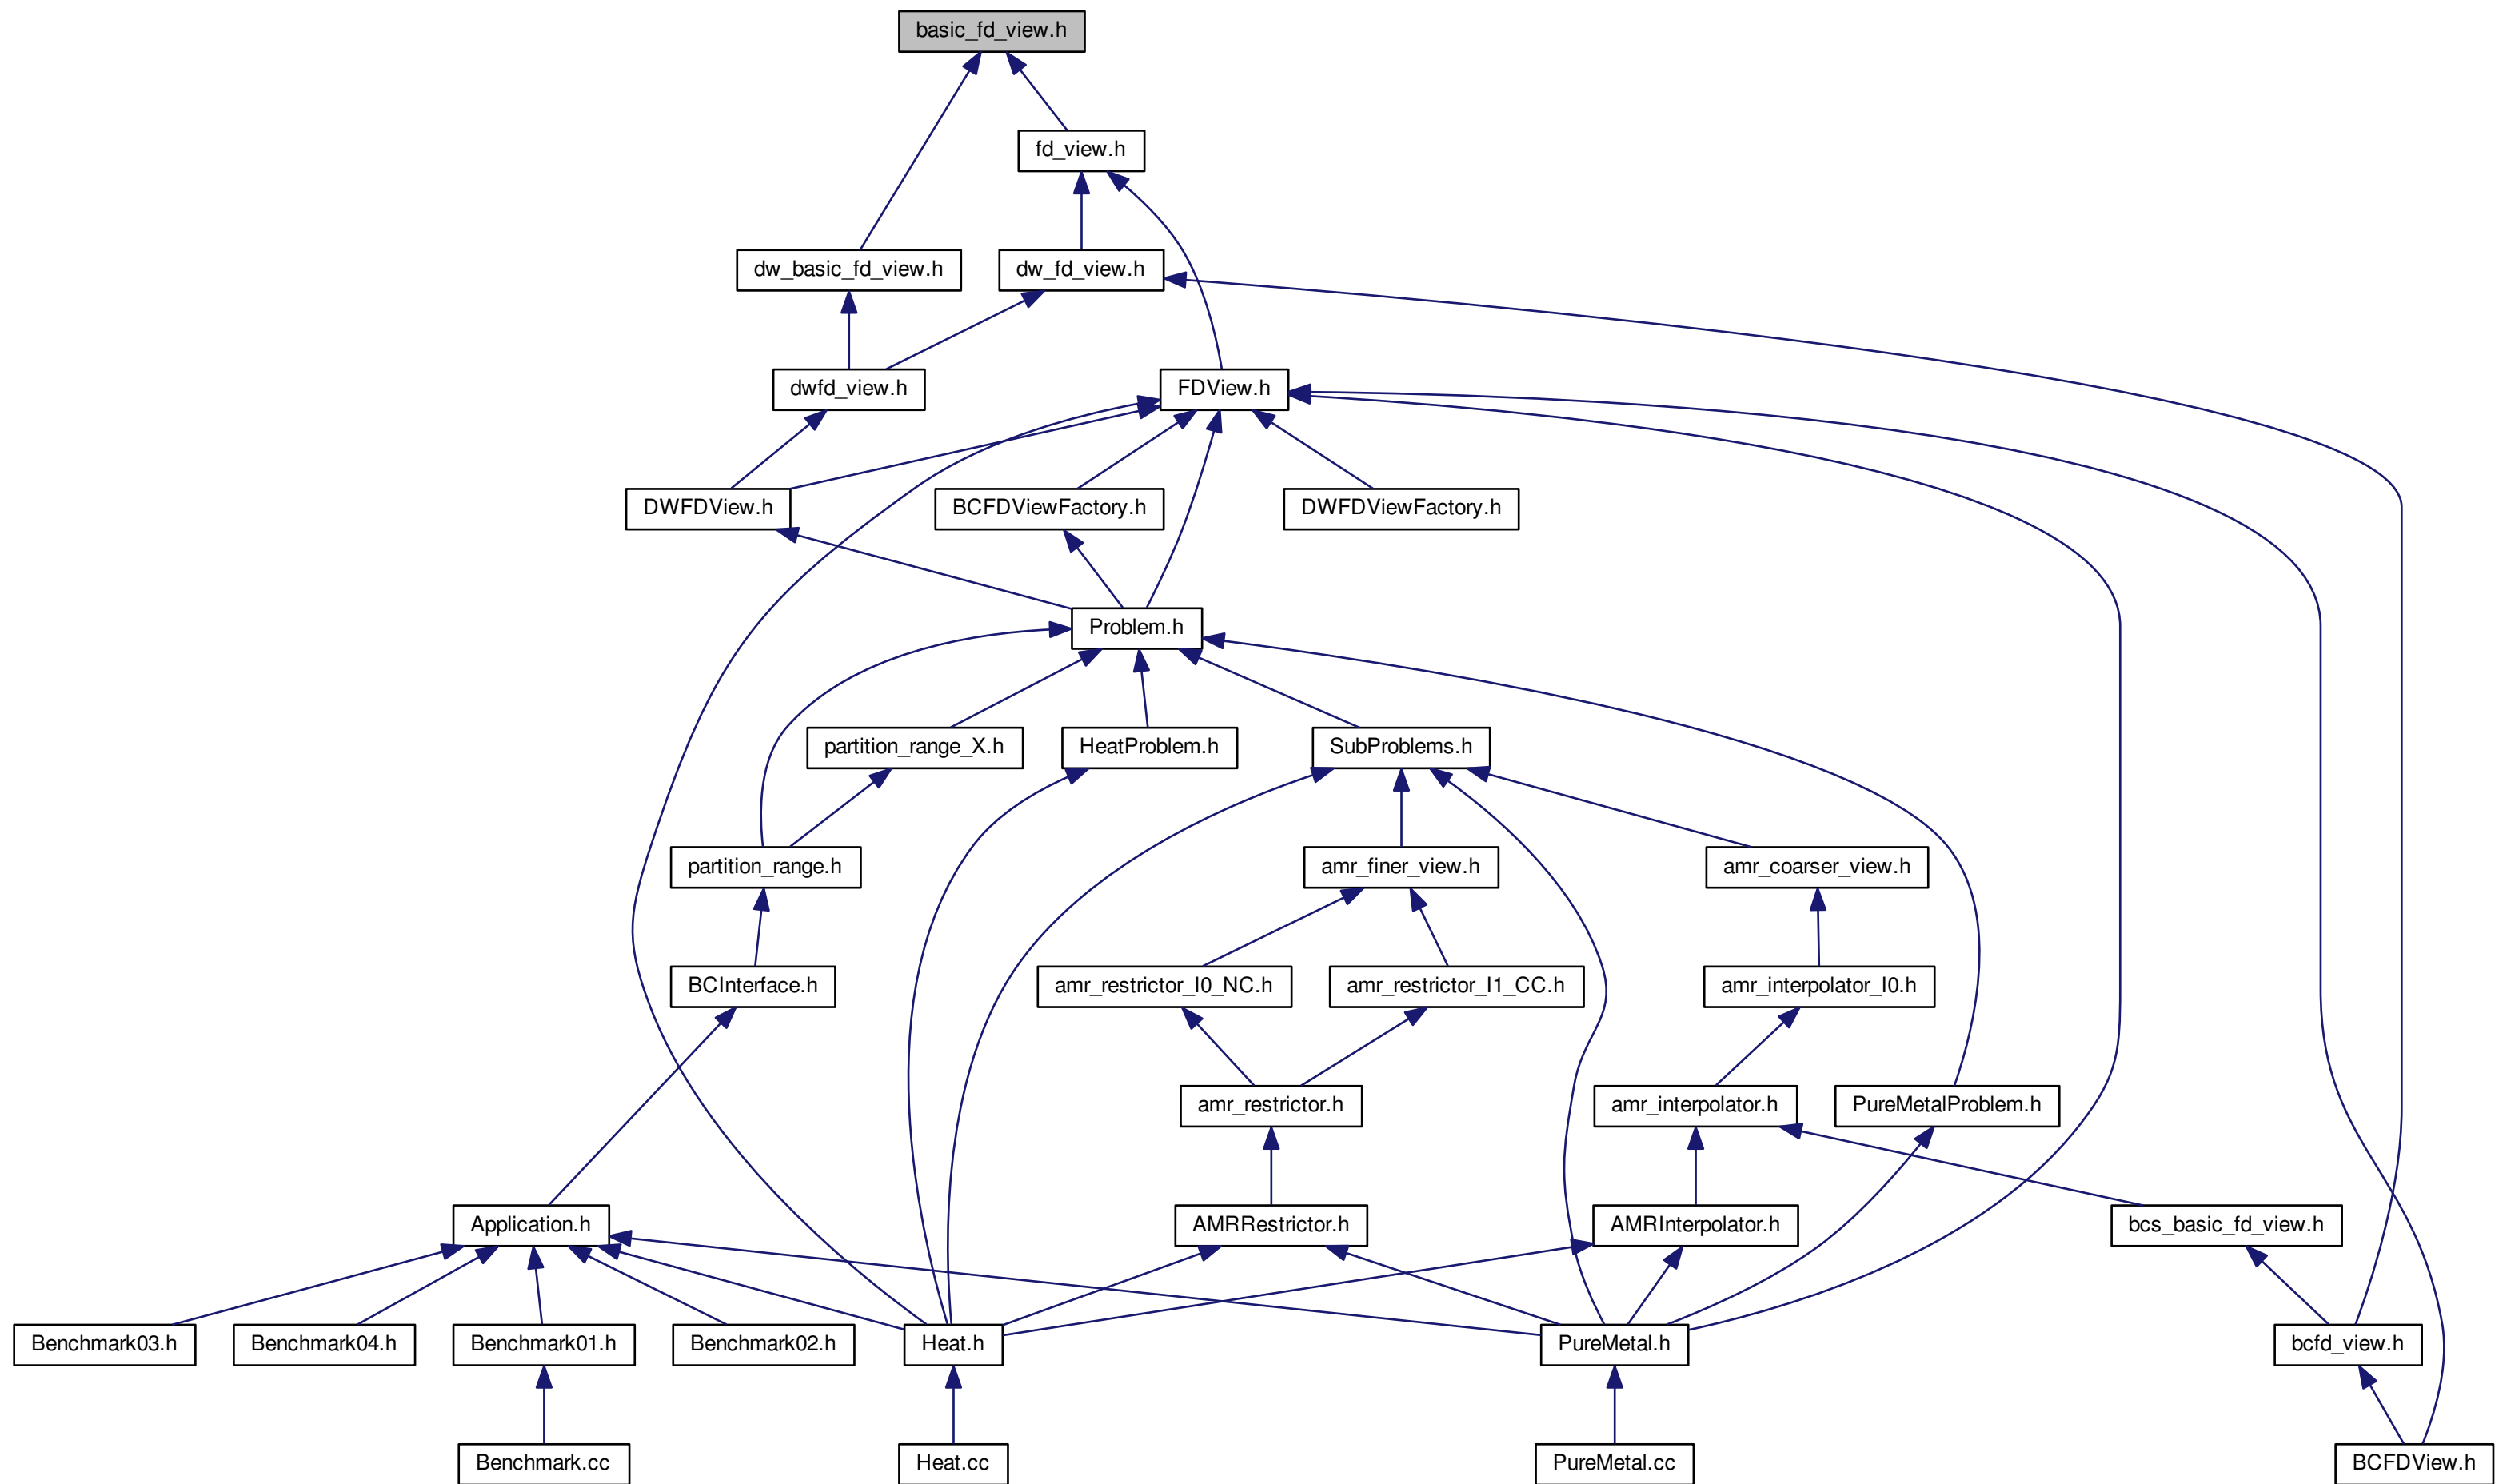 basic_fd_view.h
fd_view.h
dw_basic_fd_view.h
dw_fd_view.h
dwfd_view.h
FDView.h
DWFDView.h
BCFDViewFactory.h
DWFDViewFactory.h
Problem.h
partition_range_X.h
HeatProblem.h
SubProblems.h
partition_range.h
amr_finer_view.h
amr_coarser_view.h
BCInterface.h
amr_restrictor_I0_NC.h
amr_restrictor_I1_CC.h
amr_interpolator_I0.h
amr_restrictor.h
amr_interpolator.h
PureMetalProblem.h
Application.h
AMRRestrictor.h
AMRInterpolator.h
bcs_basic_fd_view.h
Benchmark03.h
Benchmark04.h
Benchmark01.h
Benchmark02.h
Heat.h
PureMetal.h
bcfd_view.h
Benchmark.cc
Heat.cc
PureMetal.cc
BCFDView.h